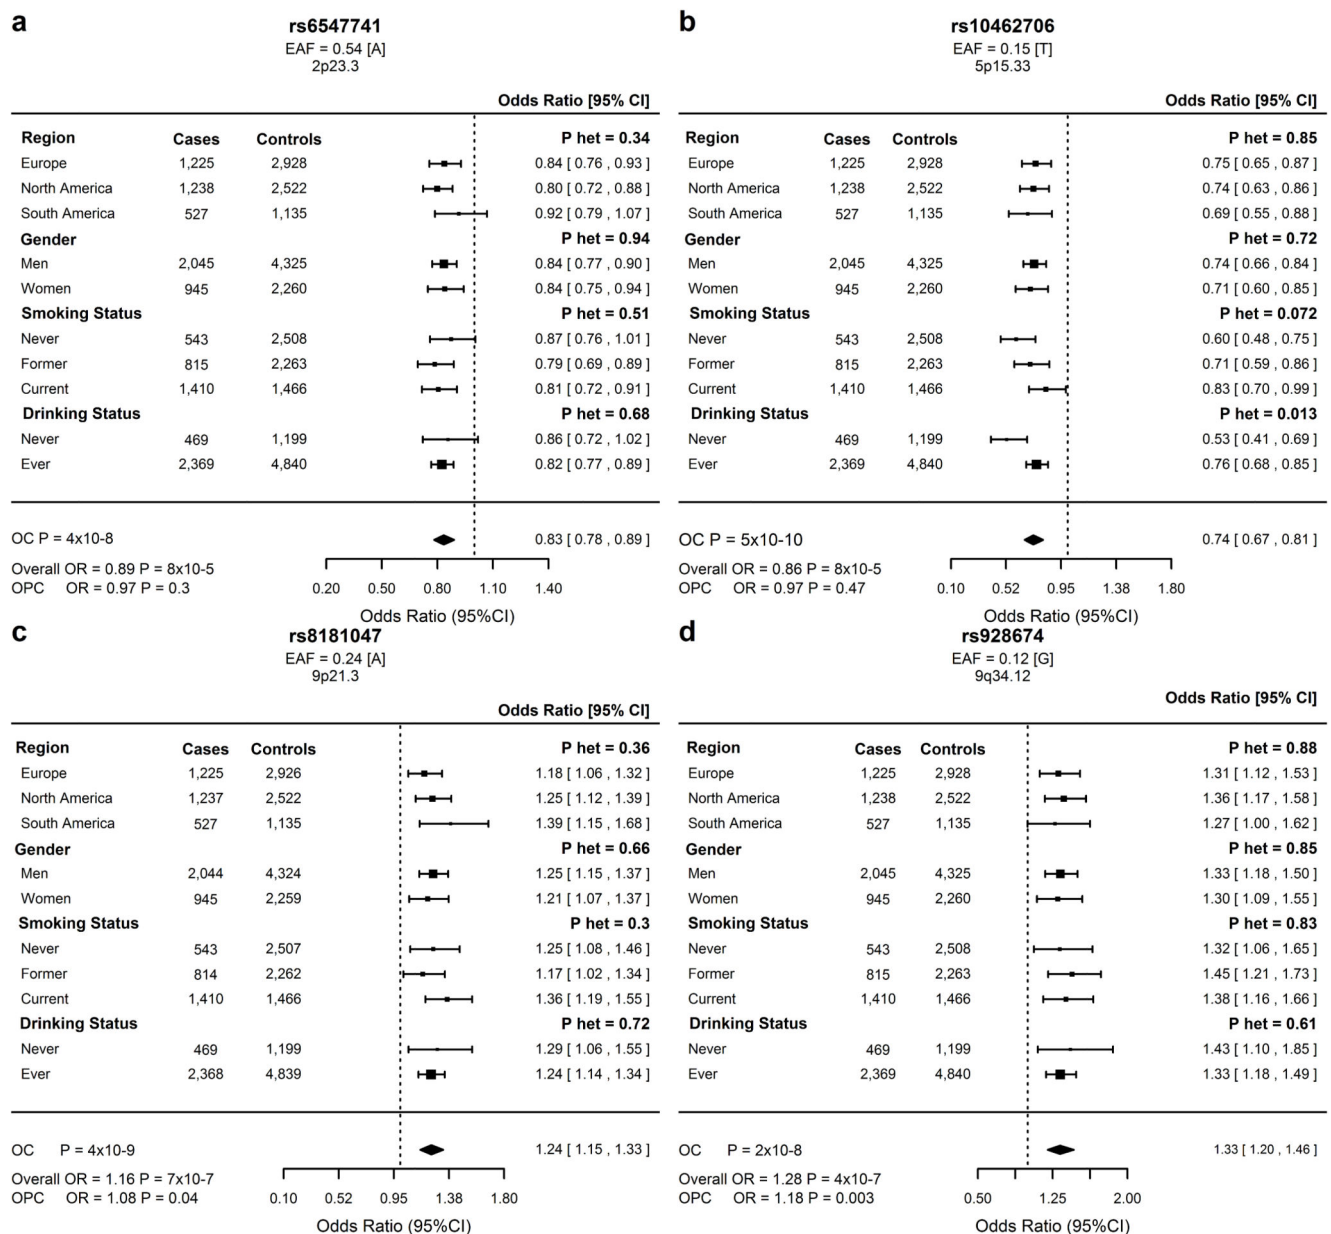 a
rs6547741
EAF = 0.54 [A]
2p23.3
Odds Ratio [95% CI]
Region Cases Controls P het = 0.34
Europe 1,225 2,928 0.84 [ 0.76 , 0.93 ]
North America 1,238 2,522 0.80 [ 0.72 , 0.88 ]
South America 527 1,135 0.92 [ 0.79 , 1.07 ]
Gender P het = 0.94
Men 2,045 4,325 0.84 [ 0.77 , 0.90 ]
Women 945 2,260 0.84 [ 0.75 , 0.94 ]
Smoking Status P het = 0.51
Never 543 2,508 0.87 [ 0.76 , 1.01 ]
Former 815 2,263 0.79 [ 0.69 , 0.89 ]
Current 1,410 1,466 0.81 [ 0.72 , 0.91 ]
Drinking Status P het = 0.68
Never 469 1,199 0.86 [ 0.72 , 1.02 ]
Ever 2,369 4,840 0.82 [ 0.77 , 0.89 ]
OC P = 4x10-8 0.83 [ 0.78 , 0.89 ]
Overall OR = 0.89 P = 8x10-5
OPC OR = 0.97 P = 0.3
0.20 0.50 0.80 1.10 1.40
Odds Ratio (95%CI)
b
rs10462706
EAF = 0.15 [T]
5p15.33
Odds Ratio [95% CI]
Region Cases Controls P het = 0.85
Europe 1,225 2,928 0.75 [ 0.65 , 0.87 ]
North America 1,238 2,522 0.74 [ 0.63 , 0.86 ]
South America 527 1,135 0.69 [ 0.55 , 0.88 ]
Gender P het = 0.72
Men 2,045 4,325 0.74 [ 0.66 , 0.84 ]
Women 945 2,260 0.71 [ 0.60 , 0.85 ]
Smoking Status P het = 0.072
Never 543 2,508 0.60 [ 0.48 , 0.75 ]
Former 815 2,263 0.71 [ 0.59 , 0.86 ]
Current 1,410 1,466 0.83 [ 0.70 , 0.99 ]
Drinking Status P het = 0.013
Never 469 1,199 0.53 [ 0.41 , 0.69 ]
Ever 2,369 4,840 0.76 [ 0.68 , 0.85 ]
OC P = 5x10-10 0.74 [ 0.67 , 0.81 ]
Overall OR = 0.86 P = 8x10-5
OPC OR = 0.97 P = 0.47
0.10 0.52 0.95 1.38 1.80
Odds Ratio (95%CI)
c
rs8181047
EAF = 0.24 [A]
9p21.3
Odds Ratio [95% CI]
Region Cases Controls P het = 0.36
Europe 1,225 2,926 1.18 [ 1.06 , 1.32 ]
North America 1,237 2,522 1.25 [ 1.12 , 1.39 ]
South America 527 1,135 1.39 [ 1.15 , 1.68 ]
Gender P het = 0.66
Men 2,044 4,324 1.25 [ 1.15 , 1.37 ]
Women 945 2,259 1.21 [ 1.07 , 1.37 ]
Smoking Status P het = 0.3
Never 543 2,507 1.25 [ 1.08 , 1.46 ]
Former 814 2,262 1.17 [ 1.02 , 1.34 ]
Current 1,410 1,466 1.36 [ 1.19 , 1.55 ]
Drinking Status P het = 0.72
Never 469 1,199 1.29 [ 1.06 , 1.55 ]
Ever 2,368 4,839 1.24 [ 1.14 , 1.34 ]
OC P = 4x10-9 1.24 [ 1.15 , 1.33 ]
Overall OR = 1.16 P = 7x10-7
OPC OR = 1.08 P = 0.04
0.10 0.52 0.95 1.38 1.80
Odds Ratio (95%CI)
d
rs928674
EAF = 0.12 [G]
9q34.12
Odds Ratio [95% CI]
Region Cases Controls P het = 0.88
Europe 1,225 2,928 1.31 [ 1.12 , 1.53 ]
North America 1,238 2,522 1.36 [ 1.17 , 1.58 ]
South America 527 1,135 1.27 [ 1.00 , 1.62 ]
Gender P het = 0.85
Men 2,045 4,325 1.33 [ 1.18 , 1.50 ]
Women 945 2,260 1.30 [ 1.09 , 1.55 ]
Smoking Status P het = 0.83
Never 543 2,508 1.32 [ 1.06 , 1.65 ]
Former 815 2,263 1.45 [ 1.21 , 1.73 ]
Current 1,410 1,466 1.38 [ 1.16 , 1.66 ]
Drinking Status P het = 0.61
Never 469 1,199 1.43 [ 1.10 , 1.85 ]
Ever 2,369 4,840 1.33 [ 1.18 , 1.49 ]
OC P = 2x10-8 1.33 [ 1.20 , 1.46 ]
Overall OR = 1.28 P = 4x10-7
OPC OR = 1.18 P = 0.003
0.50 1.25 2.00
Odds Ratio (95%CI)